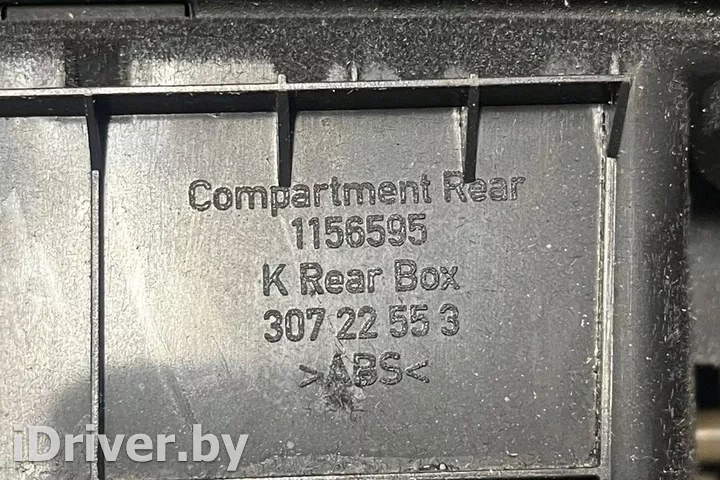 Compartment Rear
1156595
K Rear Box
307 22 55 3
>ABS<
iDriver.by